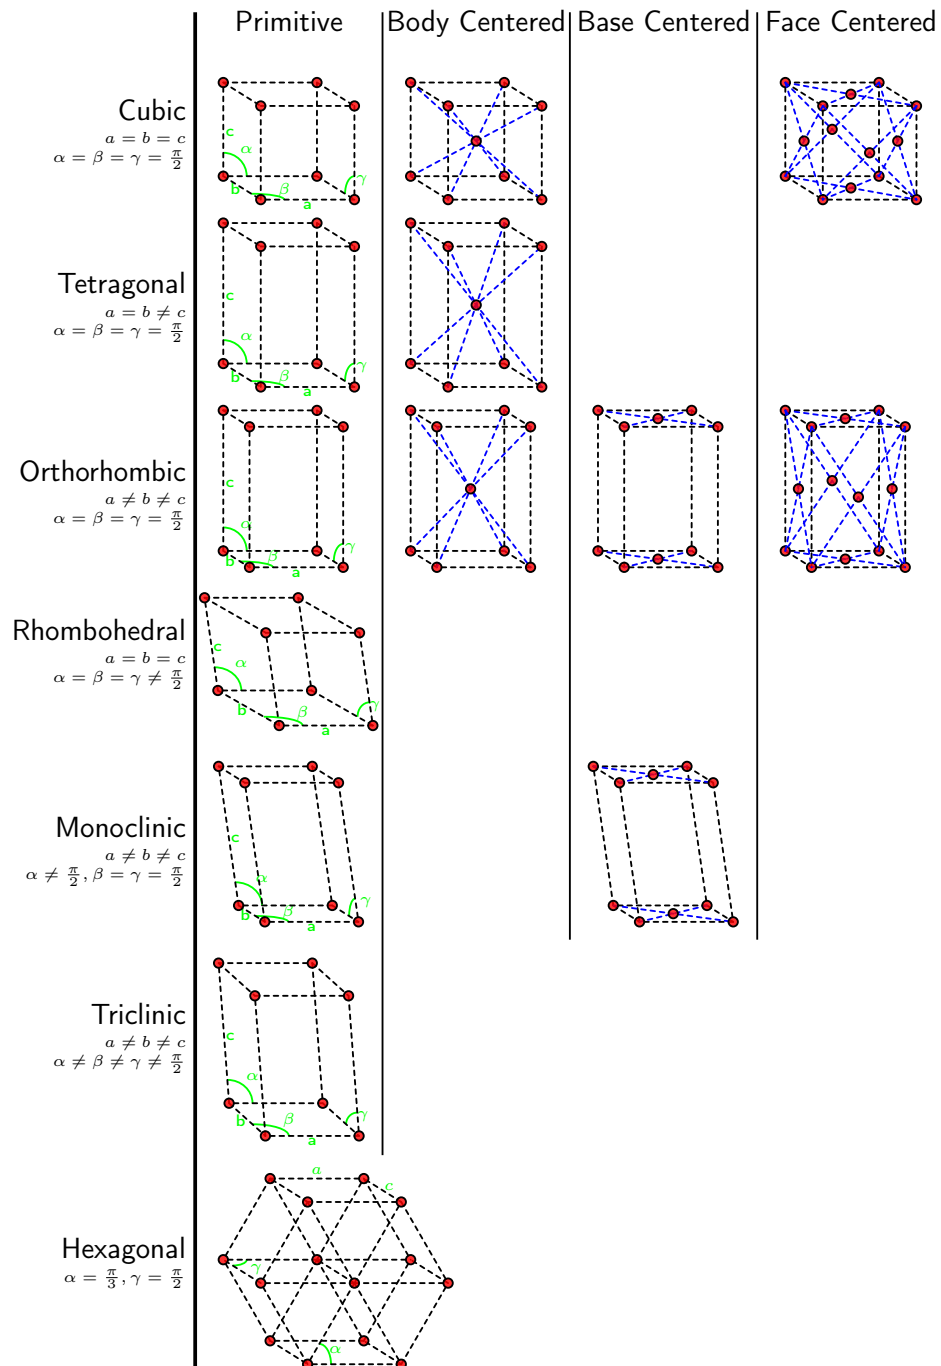 Primitive Body Centered Base Centered Face Centered
Cubic
a = b = c
α = β = γ = π/2
c α b β a γ
Tetragonal
a = b ≠ c
α = β = γ = π/2
c α b β a γ
Orthorhombic
a ≠ b ≠ c
α = β = γ = π/2
c α b β a γ
Rhombohedral
a = b = c
α = β = γ ≠ π/2
c α b β a γ
Monoclinic
a ≠ b ≠ c
α ≠ π/2, β = γ = π/2
c α b β a γ
Triclinic
a ≠ b ≠ c
α ≠ β ≠ γ ≠ π/2
c α b β a γ
a c
Hexagonal
α = π/3, γ = π/2
γ
α